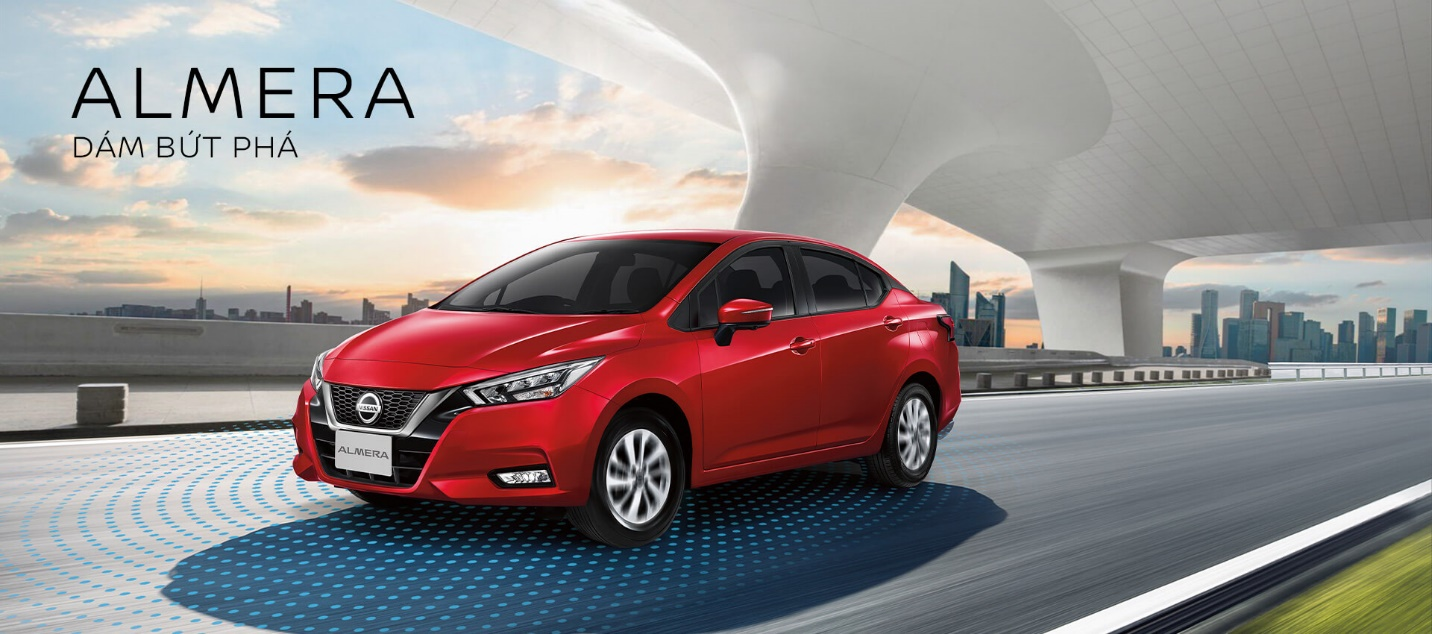 ALMERA
DÁM BỨT PHÁ
NISSAN
ALMERA